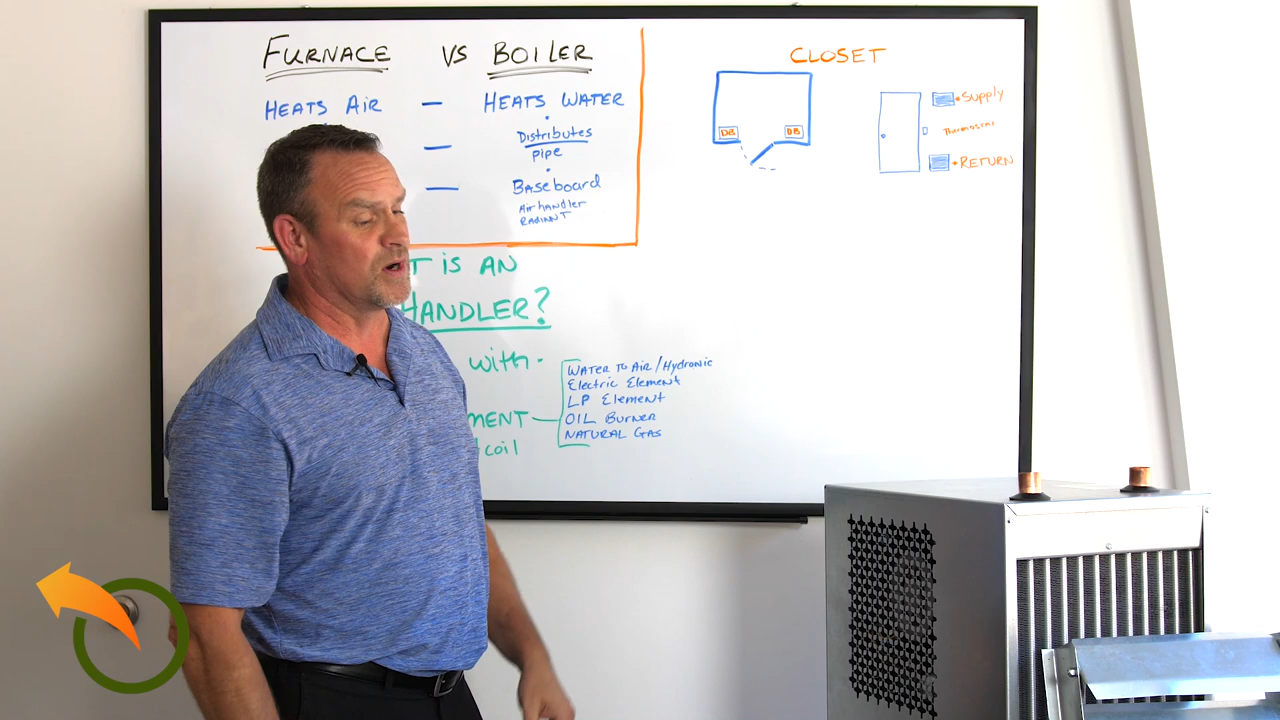 FURNACE VS BOILER
HEATS AIR - HEATS WATER
- Distributes
pipe
- BASEboard
Air handler
RADIANT
T IS AN
HANDLER?
with
MENT
coil
WATER TO AIR / Hydronic
Electric Element
LP Element
OIL Burner
NATURAL GAS
CLOSET
DB DB
Supply
Thermostat
RETURN